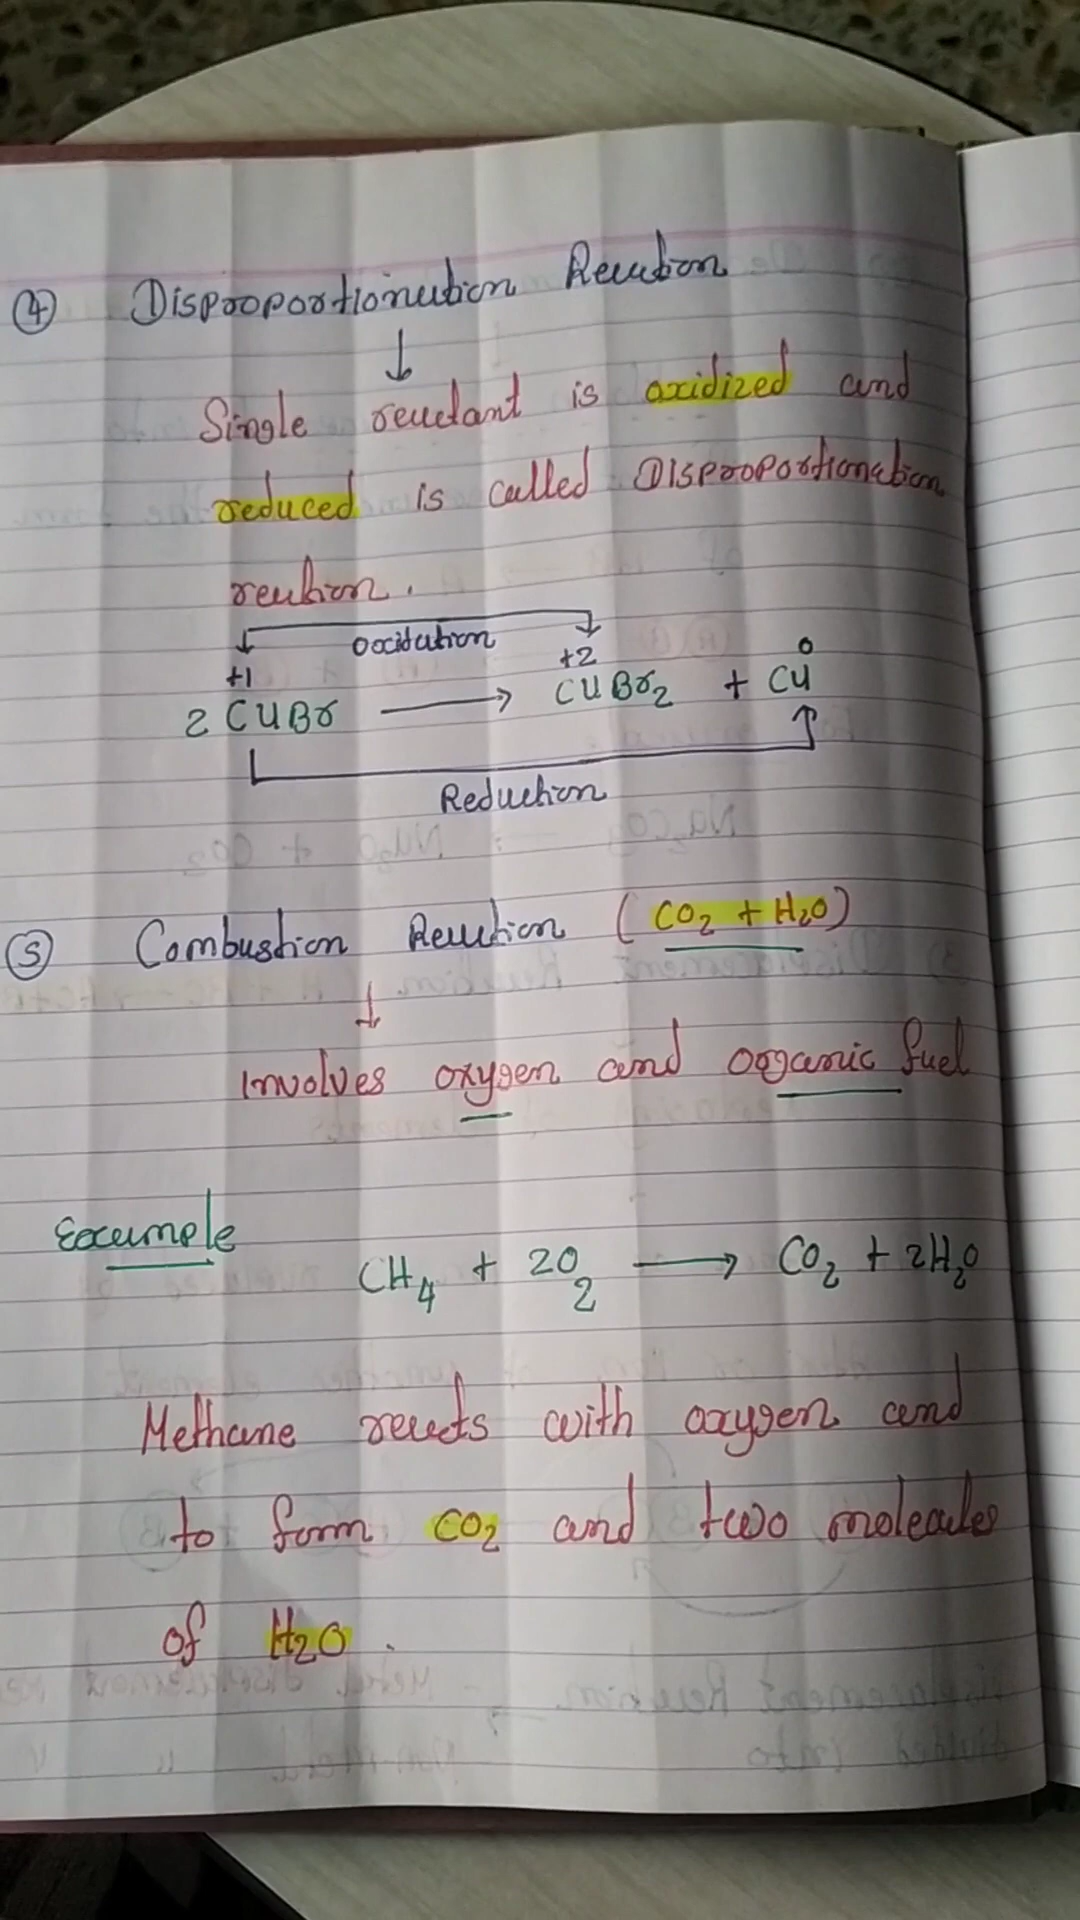 4 Disproportionation Reaction
↓
Single reactant is oxidized and
reduced is called Disproportionation
reaction.
Oxidation
+1 +2 0
2 CuBr → CuBr₂ + Cu
Reduction
5 Combustion Reaction (CO₂ + H₂O)
↓
Involves oxygen and organic fuel
Example
CH₄ + 2O₂ → CO₂ + 2H₂O
Methane reacts with oxygen and
to form CO₂ and two molecules
of H₂O.